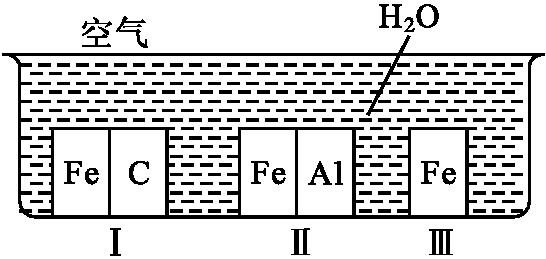 空气
H₂O
Fe C Fe Al Fe
Ⅰ Ⅱ Ⅲ